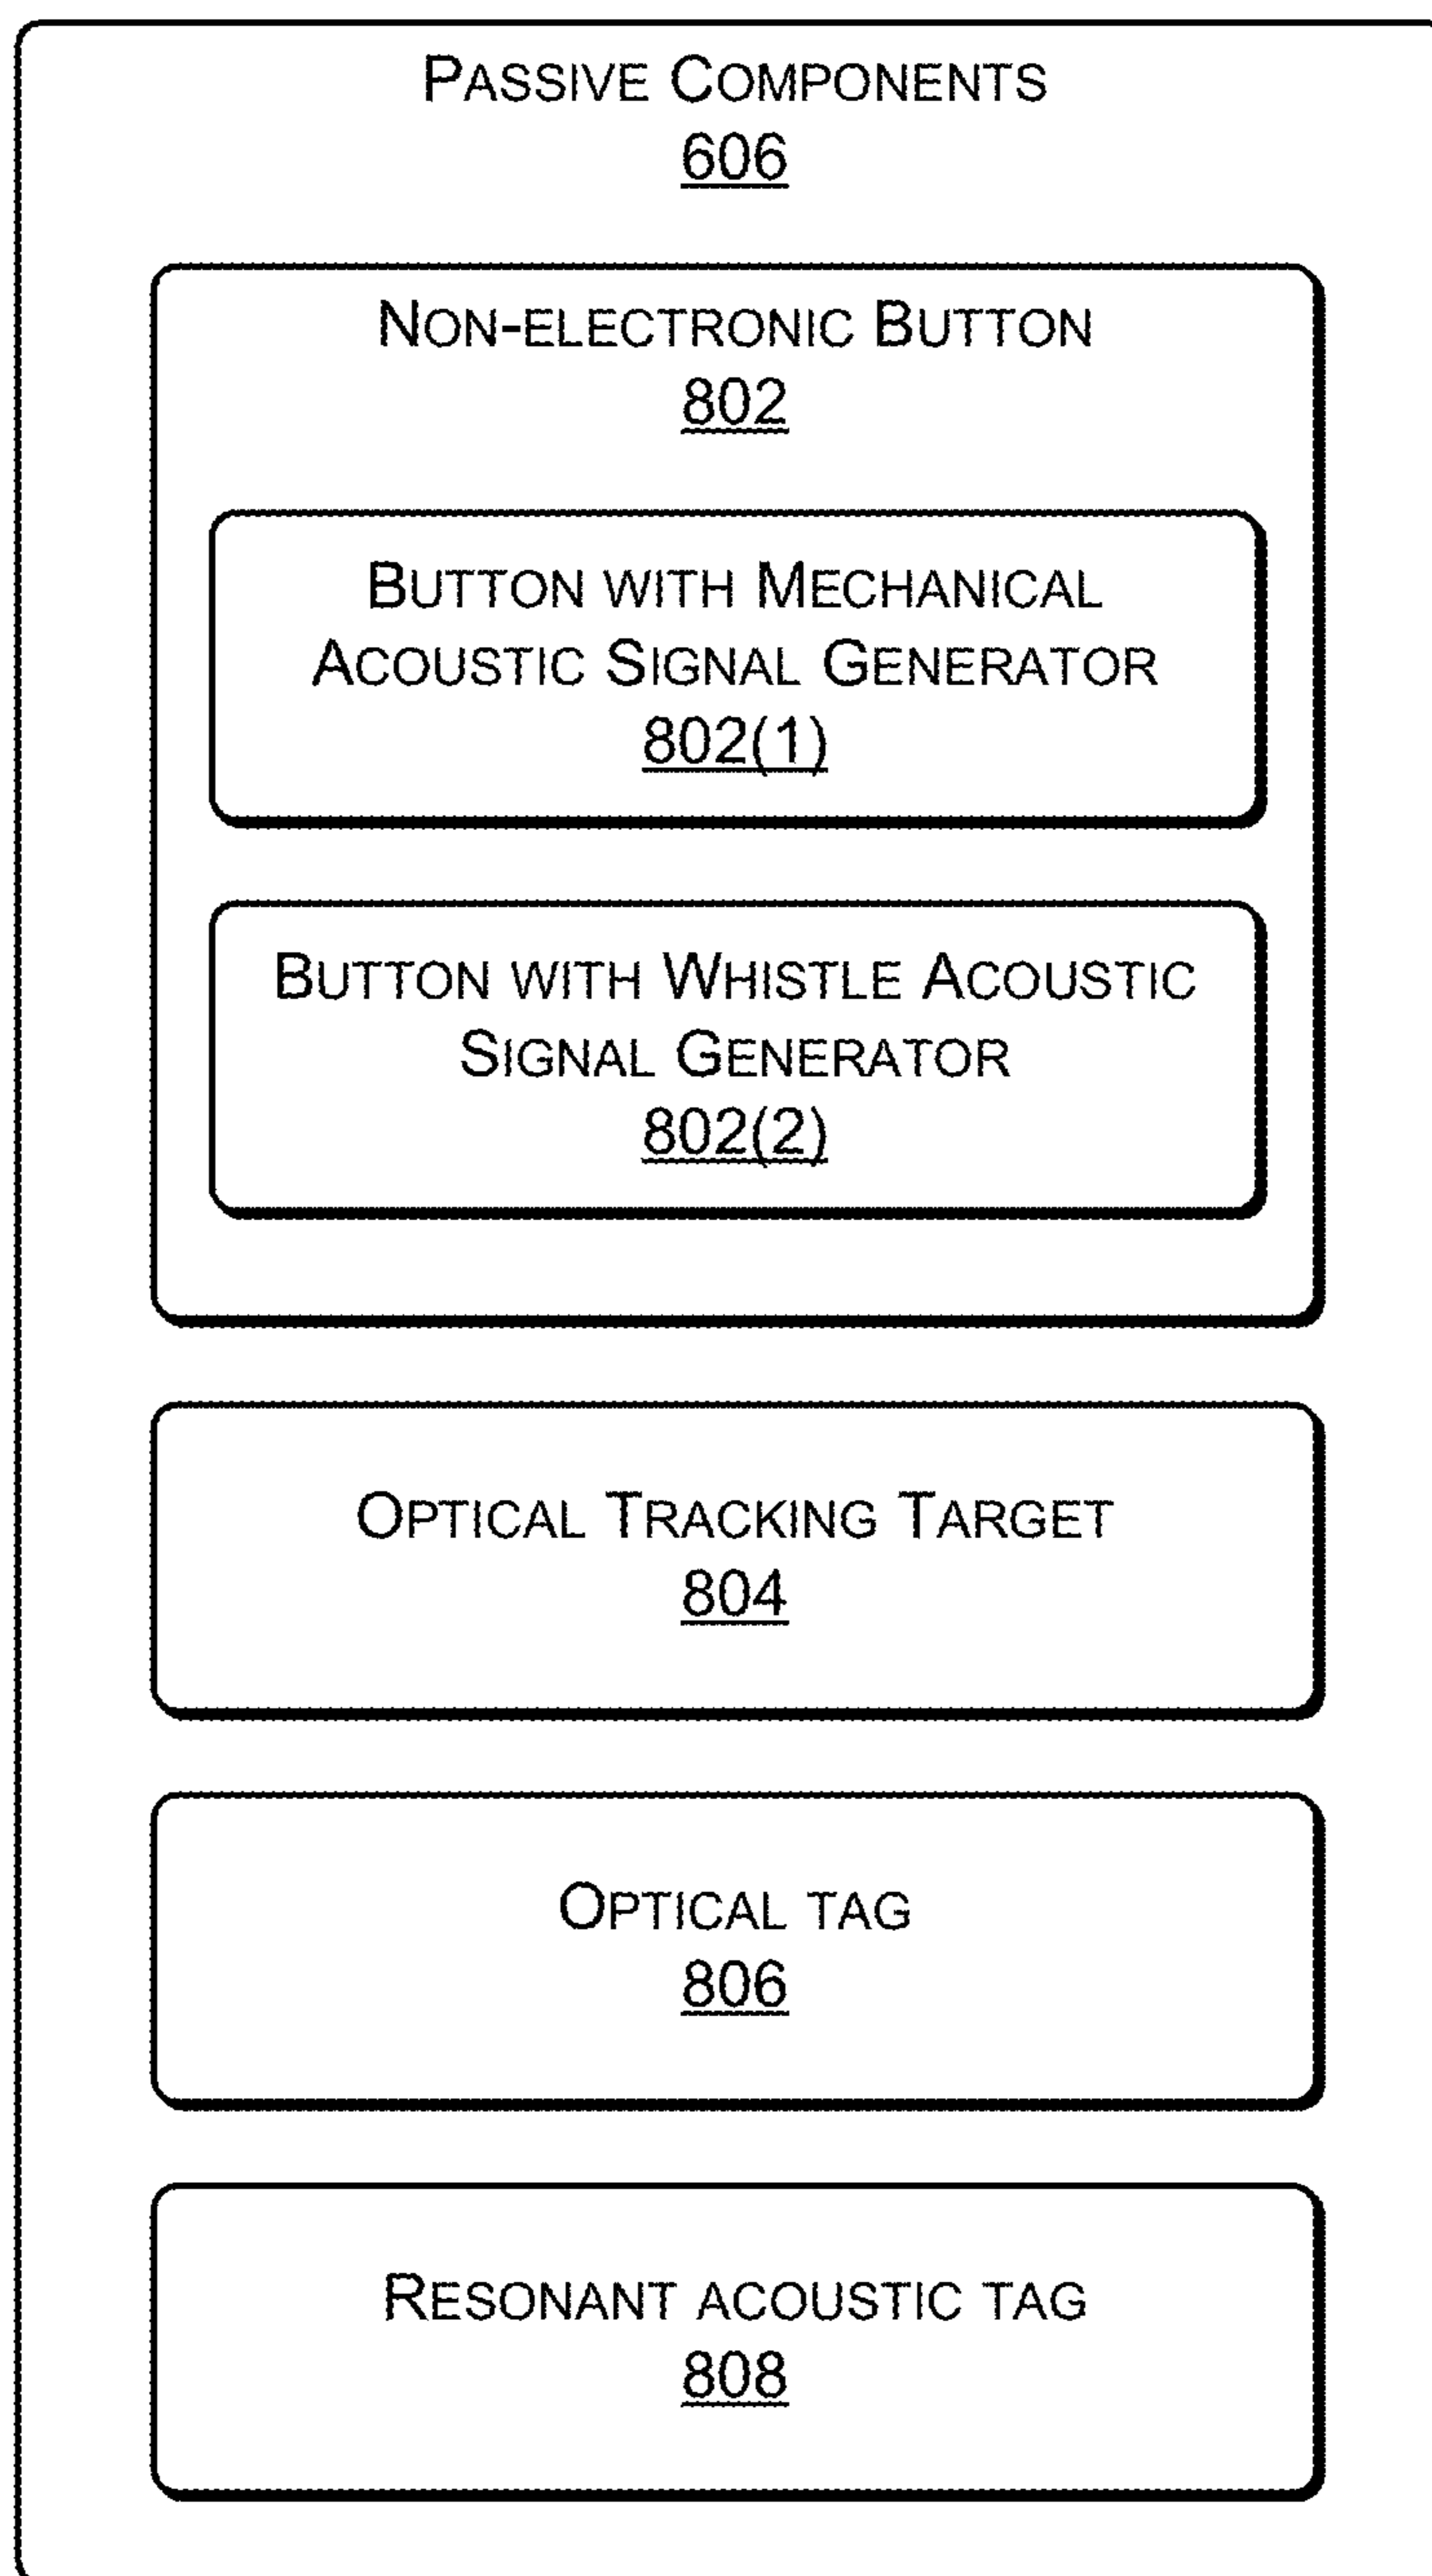 PASSIVE COMPONENTS
606
NON-ELECTRONIC BUTTON
802
BUTTON WITH MECHANICAL
ACOUSTIC SIGNAL GENERATOR
802(1)
BUTTON WITH WHISTLE ACOUSTIC
SIGNAL GENERATOR
802(2)
OPTICAL TRACKING TARGET
804
OPTICAL TAG
806
RESONANT ACOUSTIC TAG
808